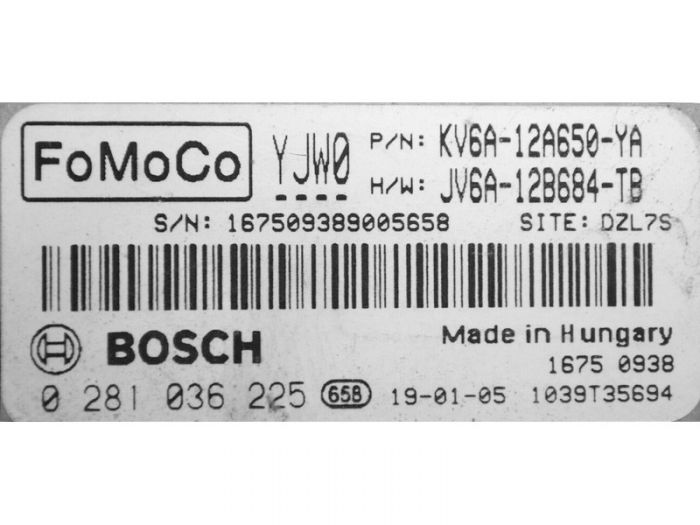 FoMoCo YJW0 P/N: KV6A-12A650-YA
H/W: JV6A-12B684-TB
S/N: 167509389005658 SITE: DZL7S
BOSCH Made in Hungary
1675 0938
0 281 036 225 658 19-01-05 1039T35694